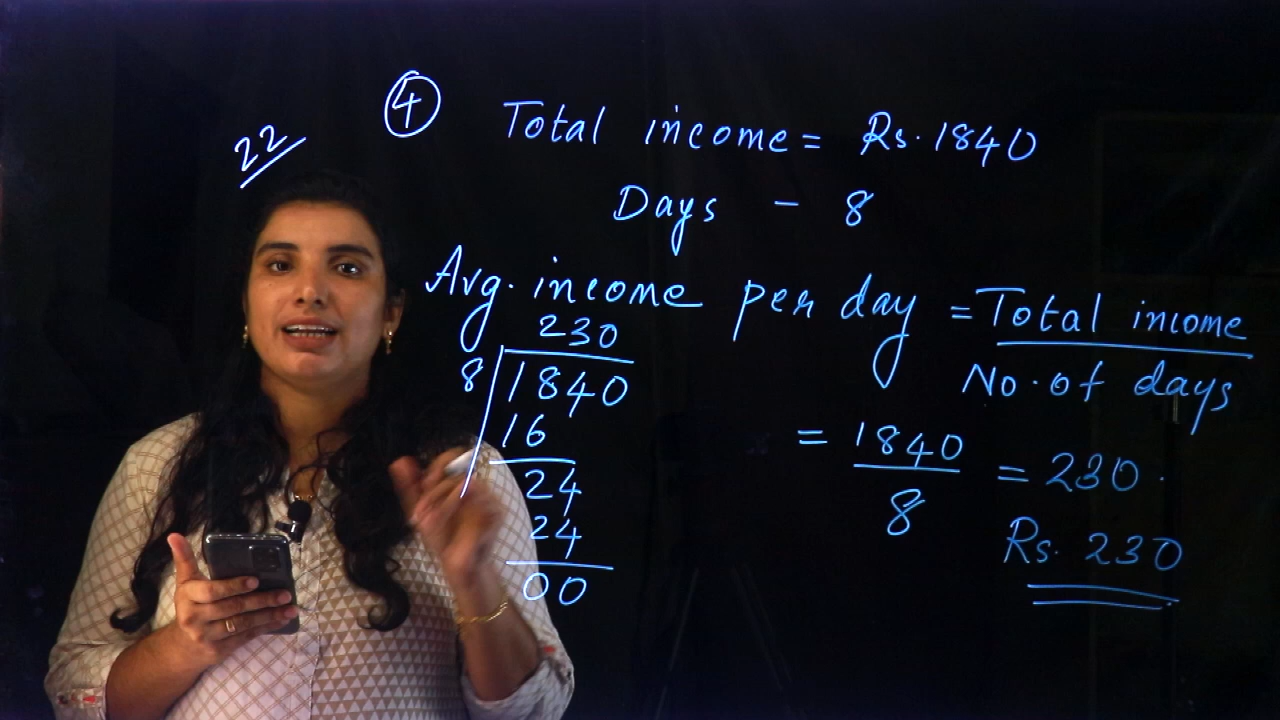 22
④ Total income = Rs. 1840
Days - 8
Avg. income per day = Total income
No. of days
230
8 1840
16
24
24
00
= 1840
8
= 230.
Rs. 230